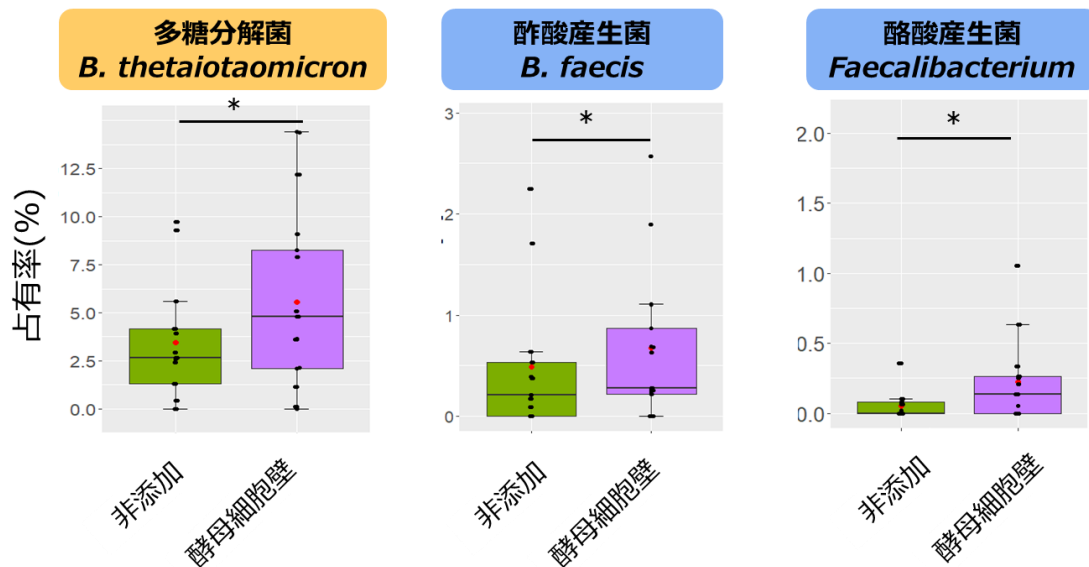 多糖分解菌
B. thetaiotaomicron
酢酸産生菌
B. faecis
酪酸産生菌
Faecalibacterium
占有率(%)
*
12.5
10.0
7.5
5.0
2.5
0.0
非添加
酵母細胞壁
*
3
2
1
0
非添加
酵母細胞壁
*
2.0
1.5
1.0
0.5
0.0
非添加
酵母細胞壁